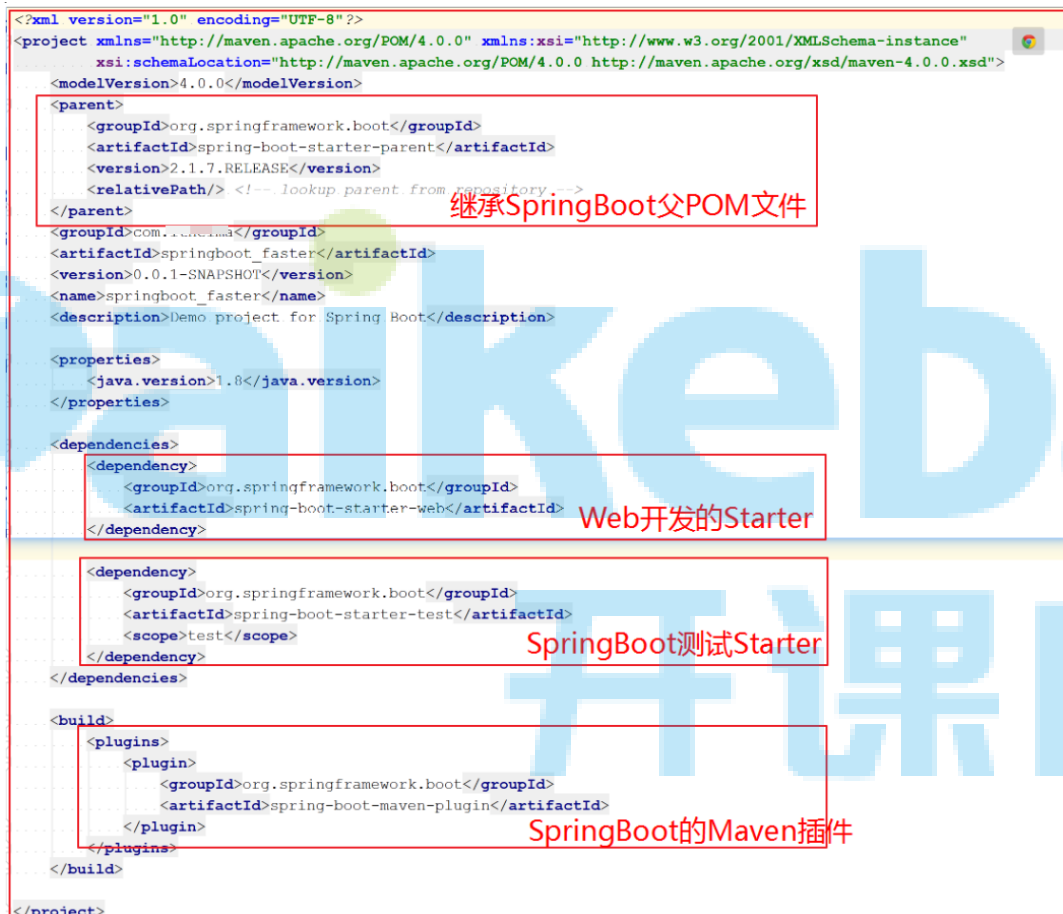 <?xml version="1.0" encoding="UTF-8"?>
<project xmlns="http://maven.apache.org/POM/4.0.0" xmlns:xsi="http://www.w3.org/2001/XMLSchema-instance"
xsi:schemaLocation="http://maven.apache.org/POM/4.0.0 http://maven.apache.org/xsd/maven-4.0.0.xsd">
<modelVersion>4.0.0</modelVersion>
<parent>
<groupId>org.springframework.boot</groupId>
<artifactId>spring-boot-starter-parent</artifactId>
<version>2.1.7.RELEASE</version>
<relativePath/> <!-- lookup parent from repository -->
</parent>
继承SpringBoot父POM文件
<groupId>com.</groupId>
<artifactId>springboot_faster</artifactId>
<version>0.0.1-SNAPSHOT</version>
<name>springboot_faster</name>
<description>Demo project for Spring Boot</description>
<properties>
<java.version>1.8</java.version>
</properties>
<dependencies>
<dependency>
<groupId>org.springframework.boot</groupId>
<artifactId>spring-boot-starter-web</artifactId>
</dependency>
Web开发的Starter
<dependency>
<groupId>org.springframework.boot</groupId>
<artifactId>spring-boot-starter-test</artifactId>
<scope>test</scope>
</dependency>
SpringBoot测试Starter
</dependencies>
<build>
<plugins>
<plugin>
<groupId>org.springframework.boot</groupId>
<artifactId>spring-boot-maven-plugin</artifactId>
</plugin>
SpringBoot的Maven插件
</plugins>
</build>
</project>
aikeb
开课